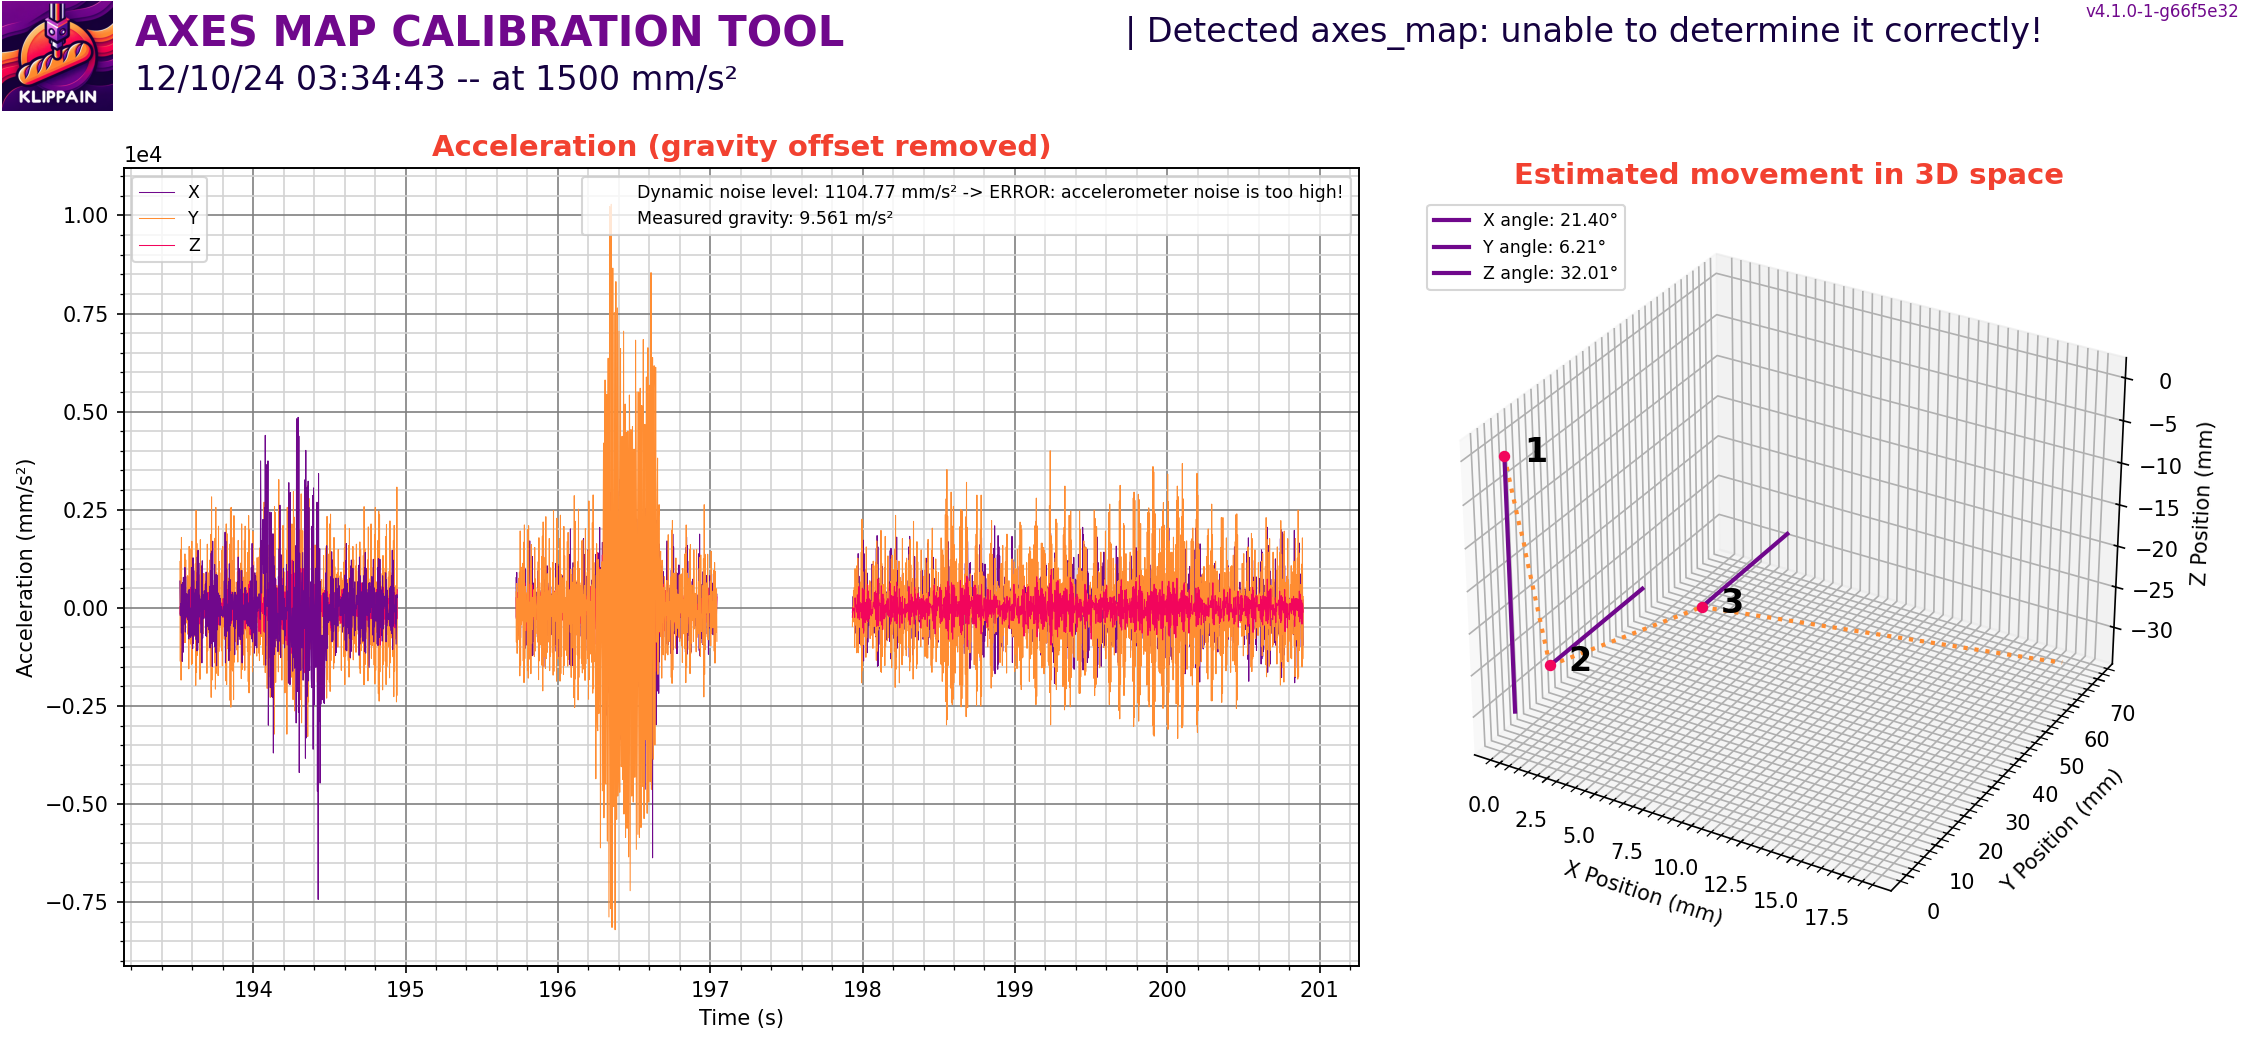 KLIPPAIN
AXES MAP CALIBRATION TOOL
12/10/24 03:34:43 -- at 1500 mm/s²
| Detected axes_map: unable to determine it correctly!
v4.1.0-1-g66f5e32
Acceleration (gravity offset removed)
1e4
X
Y
Z
Dynamic noise level: 1104.77 mm/s² -> ERROR: accelerometer noise is too high!
Measured gravity: 9.561 m/s²
1.00
0.75
0.50
0.25
0.00
−0.25
−0.50
−0.75
Acceleration (mm/s²)
194
195
196
197
198
199
200
201
Time (s)
Estimated movement in 3D space
X angle: 21.40°
Y angle: 6.21°
Z angle: 32.01°
1
2
3
0
−5
−10
−15
−20
−25
−30
Z Position (mm)
0.0
2.5
5.0
7.5
10.0
12.5
15.0
17.5
X Position (mm)
0
10
20
30
40
50
60
70
Y Position (mm)